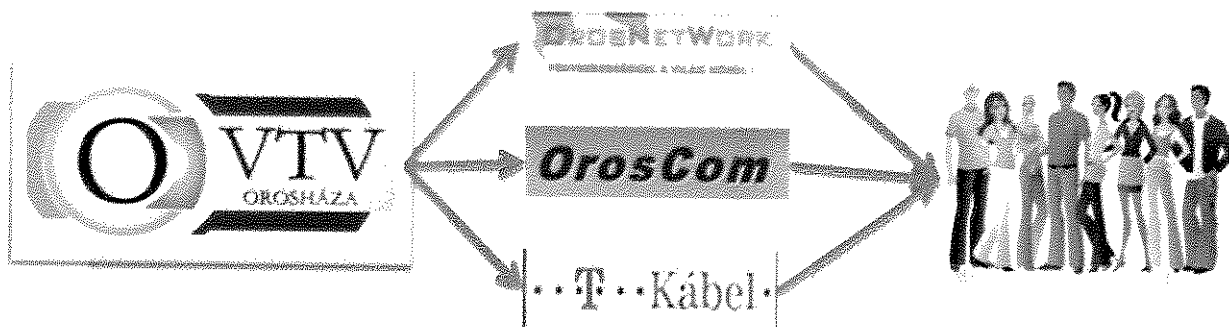 OROSNETWORK
O VTV
OROSHÁZA
OrosCom
··T··Kábel·